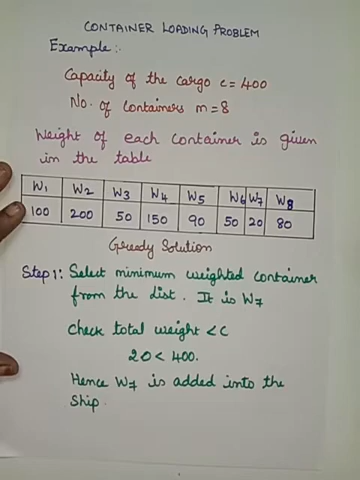 CONTAINER LOADING PROBLEM
Example:-
Capacity of the cargo c = 400
No. of containers m = 8
Weight of each container is given
in the table
W1 W2 W3 W4 W5 W6 W7 W8
100 200 50 150 90 50 20 80
Greedy Solution
Step 1: Select minimum weighted container
from the list. It is W7
Check total weight < C
20 < 400.
Hence W7 is added into the
Ship.